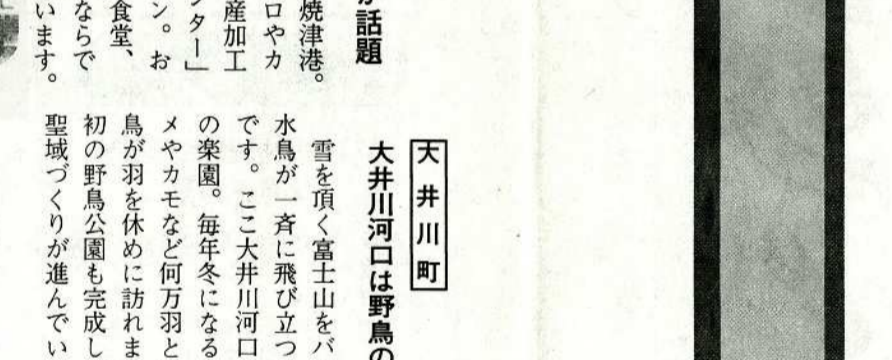 が話題
焼津港。
ロやカ
産加工
ンター」
ン。お
食堂、
ならで
います。
大井川町
大井川河口は野鳥の
雪を頂く富士山をバ
水鳥が一斉に飛び立つ
です。ここ大井川河口
の楽園。毎年冬になる
メやカモなど何万羽と
鳥が羽を休めに訪れま
初の野鳥公園も完成し
聖域づくりが進んでい